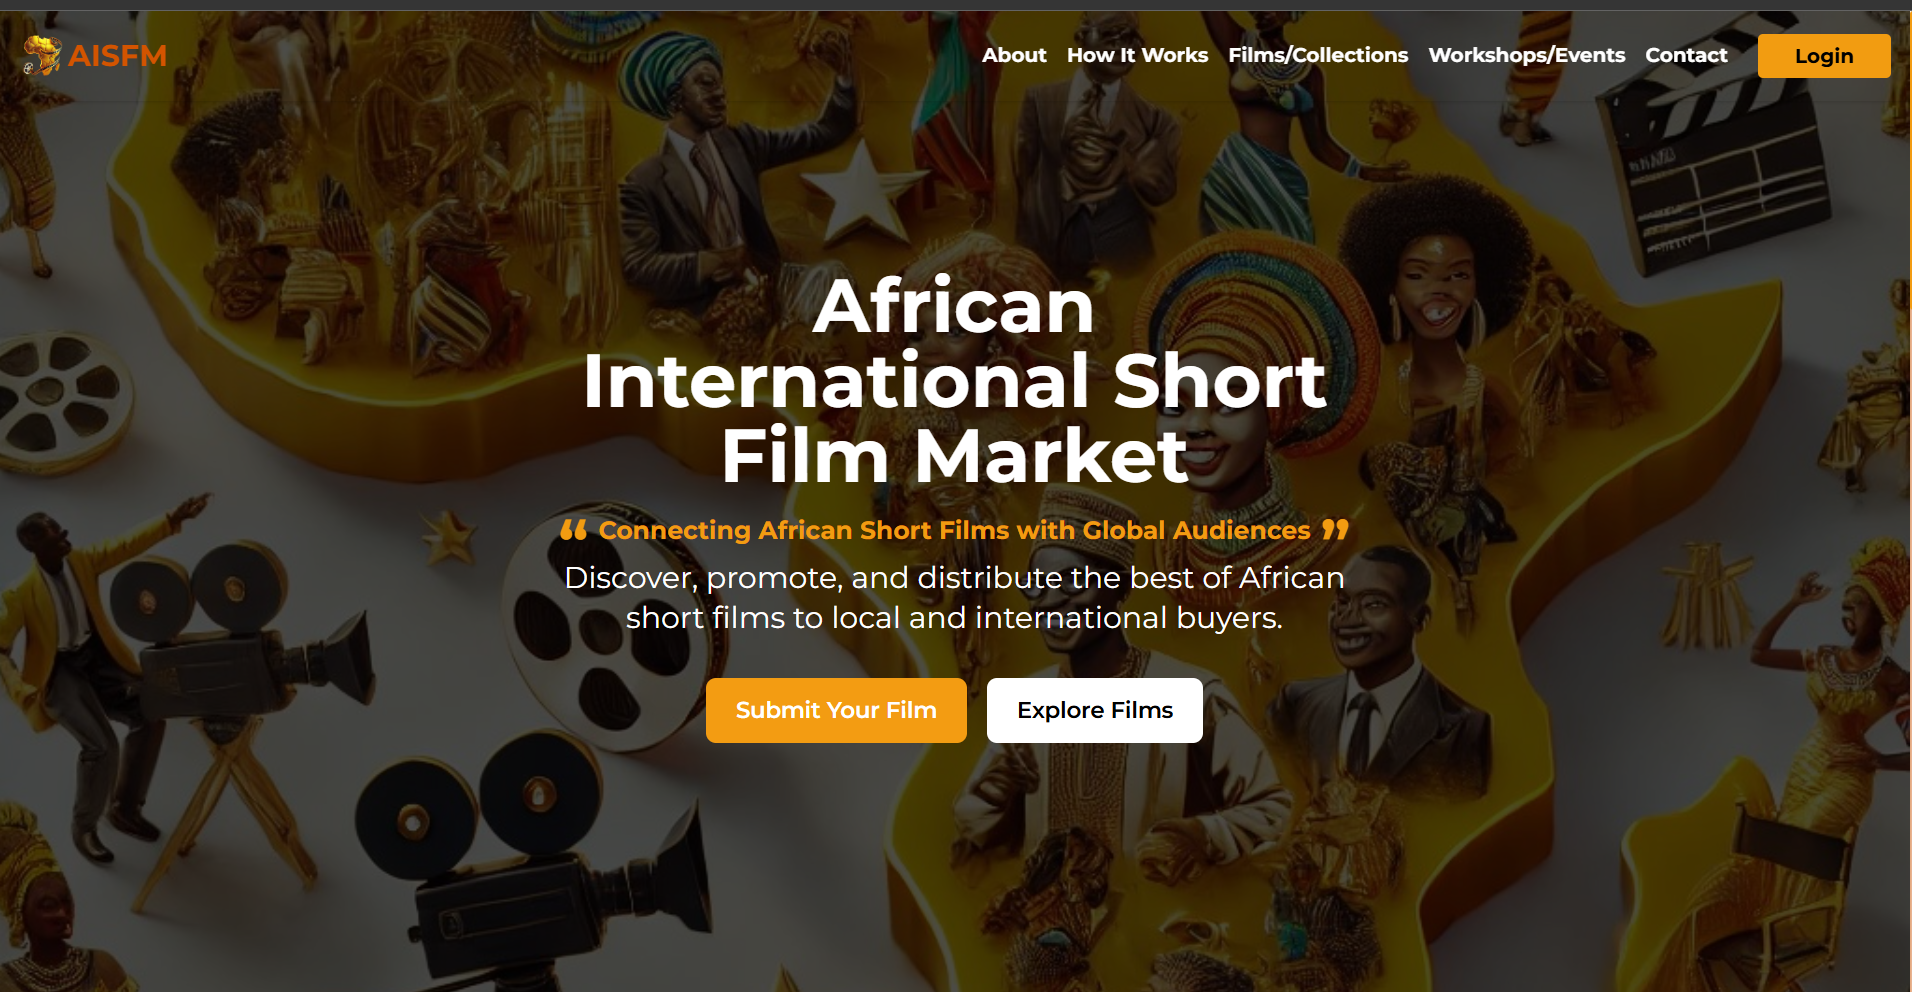 AISFM
About How It Works Films/Collections Workshops/Events Contact Login
African
International Short
Film Market
“ Connecting African Short Films with Global Audiences ”
Discover, promote, and distribute the best of African
short films to local and international buyers.
Submit Your Film Explore Films